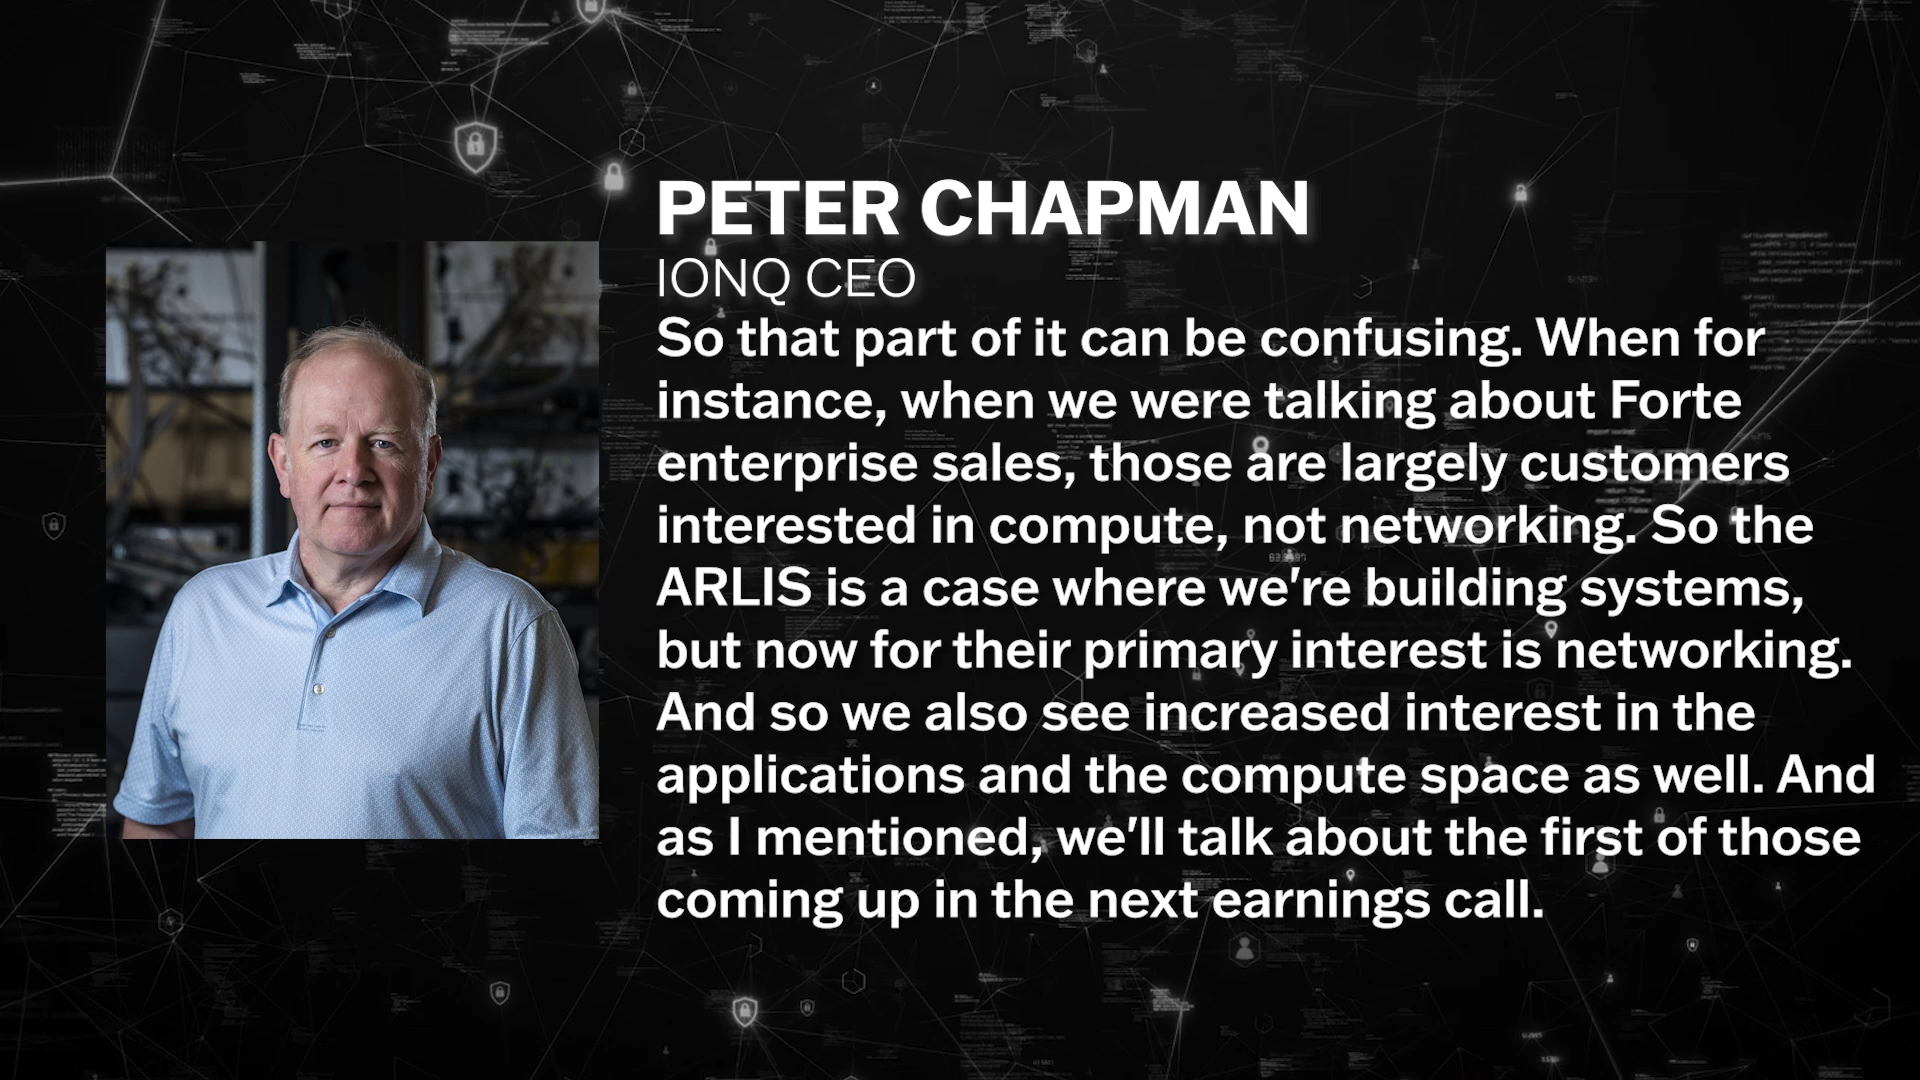 PETER CHAPMAN
IONQ CEO
So that part of it can be confusing. When for
instance, when we were talking about Forte
enterprise sales, those are largely customers
interested in compute, not networking. So the
ARLIS is a case where we're building systems,
but now for their primary interest is networking.
And so we also see increased interest in the
applications and the compute space as well. And
as I mentioned, we'll talk about the first of those
coming up in the next earnings call.